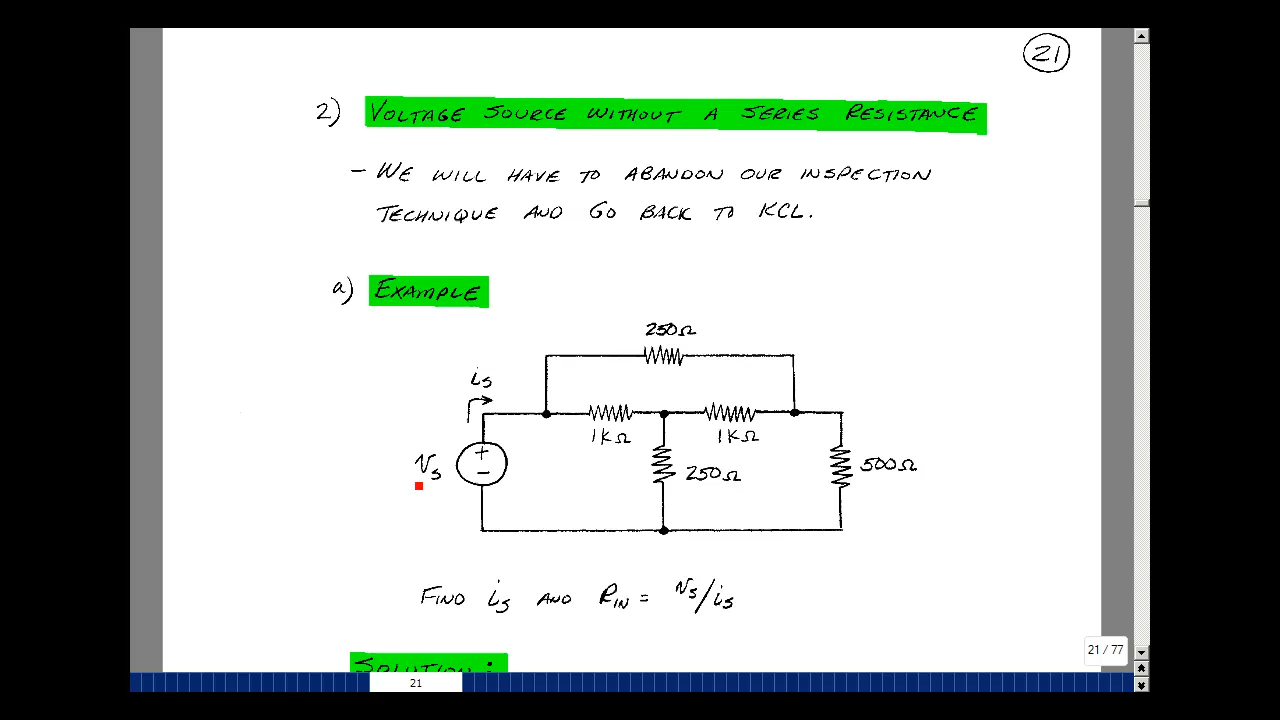 21
2) VOLTAGE SOURCE WITHOUT A SERIES RESISTANCE
- WE WILL HAVE TO ABANDON OUR INSPECTION
TECHNIQUE AND GO BACK TO KCL.
a) EXAMPLE
250Ω
is
1KΩ
1KΩ
+
-
Vs
250Ω
500Ω
FIND is AND RIN = Vs/is
SOLUTION:
21 / 77
21